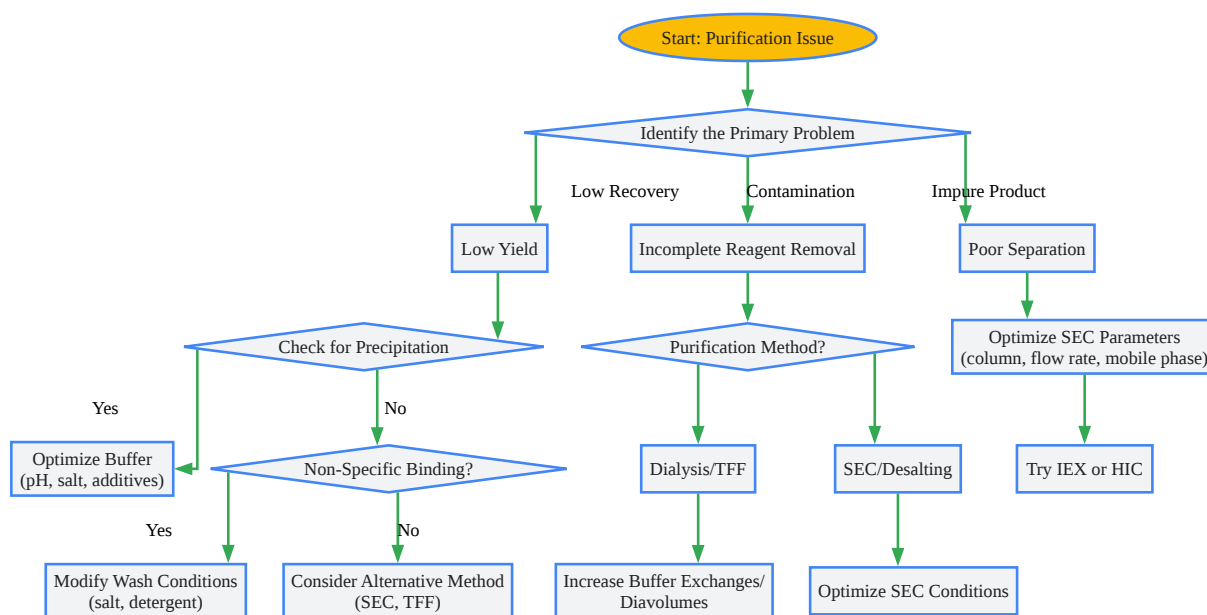 Start: Purification Issue
Identify the Primary Problem
Low Recovery
Contamination
Impure Product
Low Yield
Incomplete Reagent Removal
Poor Separation
Check for Precipitation
Purification Method?
Optimize SEC Parameters
(column, flow rate, mobile phase)
Yes
No
Optimize Buffer
(pH, salt, additives)
Non-Specific Binding?
Dialysis/TFF
SEC/Desalting
Try IEX or HIC
Yes
No
Modify Wash Conditions
(salt, detergent)
Consider Alternative Method
(SEC, TFF)
Increase Buffer Exchanges/
Diavolumes
Optimize SEC Conditions